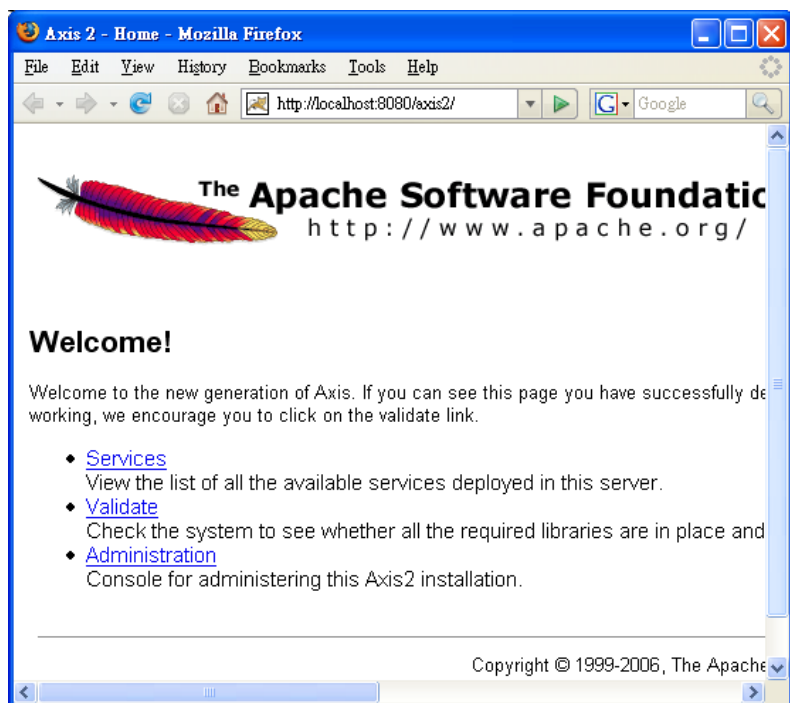 Axis 2 - Home - Mozilla Firefox
File Edit View History Bookmarks Tools Help
http://localhost:8080/axis2/ G Google
The Apache Software Foundatic
http://www.apache.org/
Welcome!
Welcome to the new generation of Axis. If you can see this page you have successfully de
working, we encourage you to click on the validate link.
Services
View the list of all the available services deployed in this server.
Validate
Check the system to see whether all the required libraries are in place and
Administration
Console for administering this Axis2 installation.
Copyright © 1999-2006, The Apache